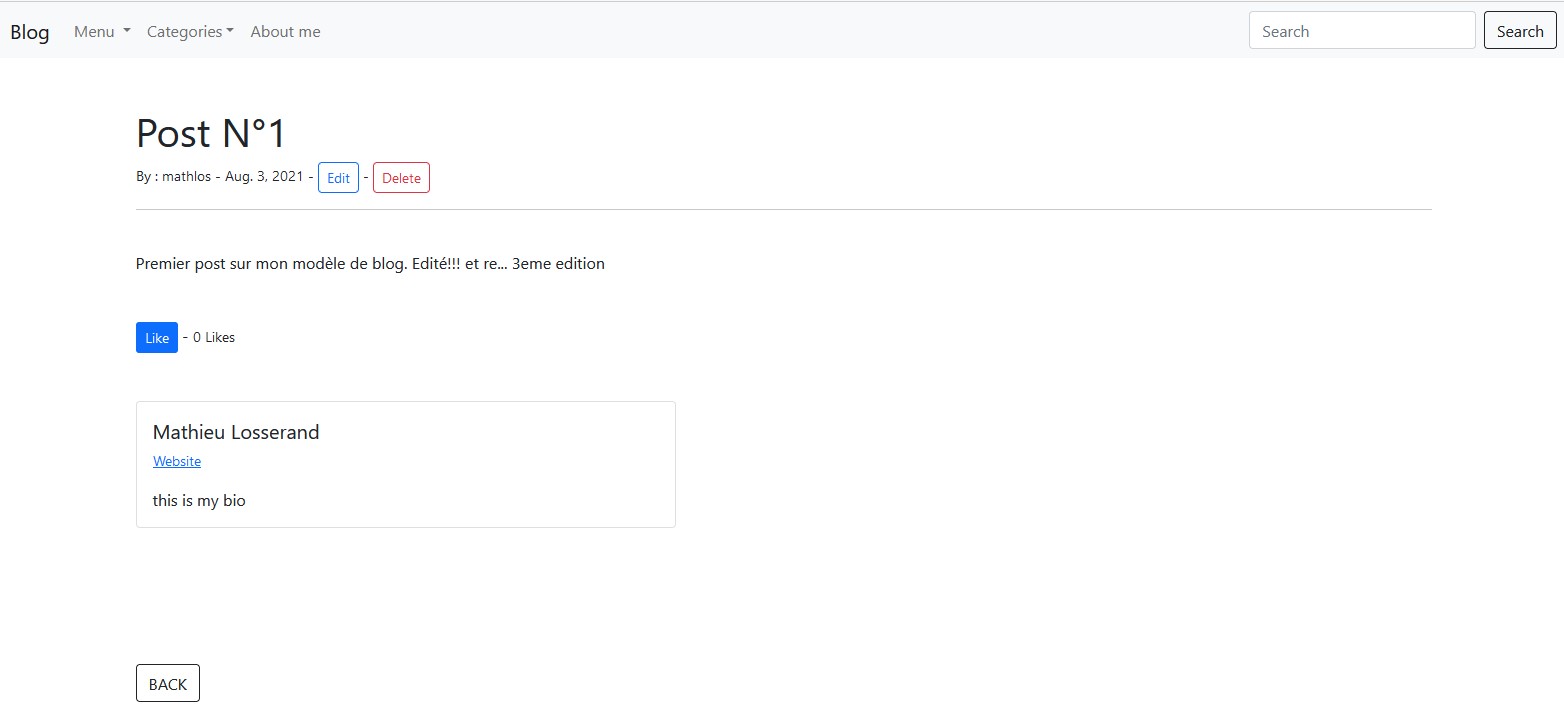 Blog Menu Categories About me Search Search
Post N°1
By : mathlos - Aug. 3, 2021 - Edit - Delete
Premier post sur mon modèle de blog. Edité!!! et re... 3eme edition
Like - 0 Likes
Mathieu Losserand
Website
this is my bio
BACK